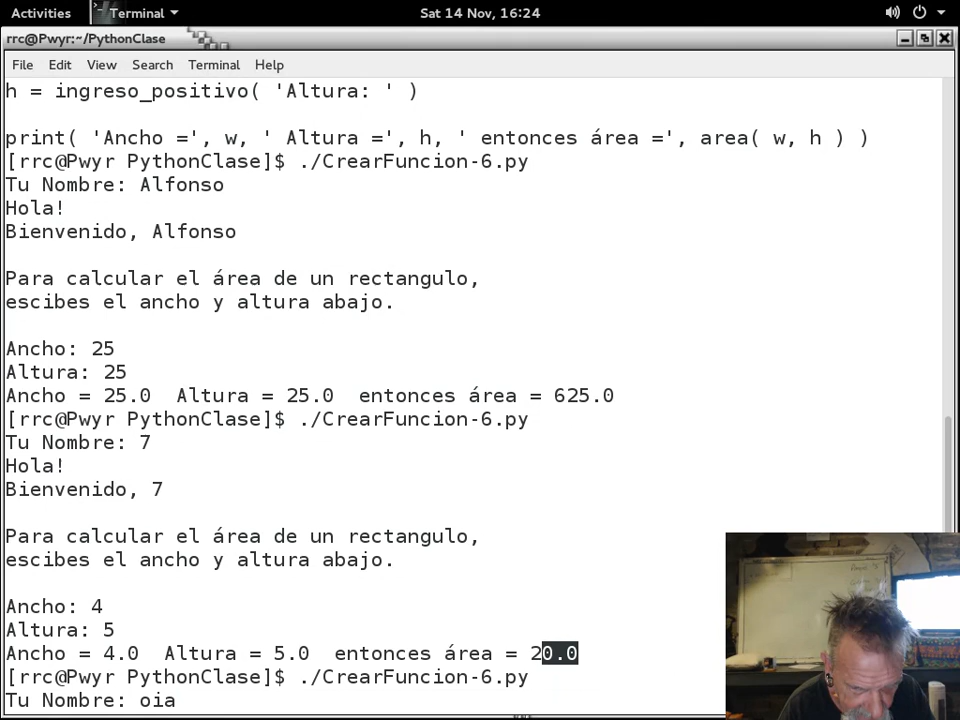 Activities Terminal Sat 14 Nov, 16:24
rrc@Pwyr:~/PythonClase
File Edit View Search Terminal Help
h = ingreso_positivo( 'Altura: ' )
print( 'Ancho =', w, ' Altura =', h, ' entonces área =', area( w, h ) )
[rrc@Pwyr PythonClase]$ ./CrearFuncion-6.py
Tu Nombre: Alfonso
Hola!
Bienvenido, Alfonso
Para calcular el área de un rectangulo,
escibes el ancho y altura abajo.
Ancho: 25
Altura: 25
Ancho = 25.0  Altura = 25.0  entonces área = 625.0
[rrc@Pwyr PythonClase]$ ./CrearFuncion-6.py
Tu Nombre: 7
Hola!
Bienvenido, 7
Para calcular el área de un rectangulo,
escibes el ancho y altura abajo.
Ancho: 4
Altura: 5
Ancho = 4.0  Altura = 5.0  entonces área = 20.0
[rrc@Pwyr PythonClase]$ ./CrearFuncion-6.py
Tu Nombre: oia